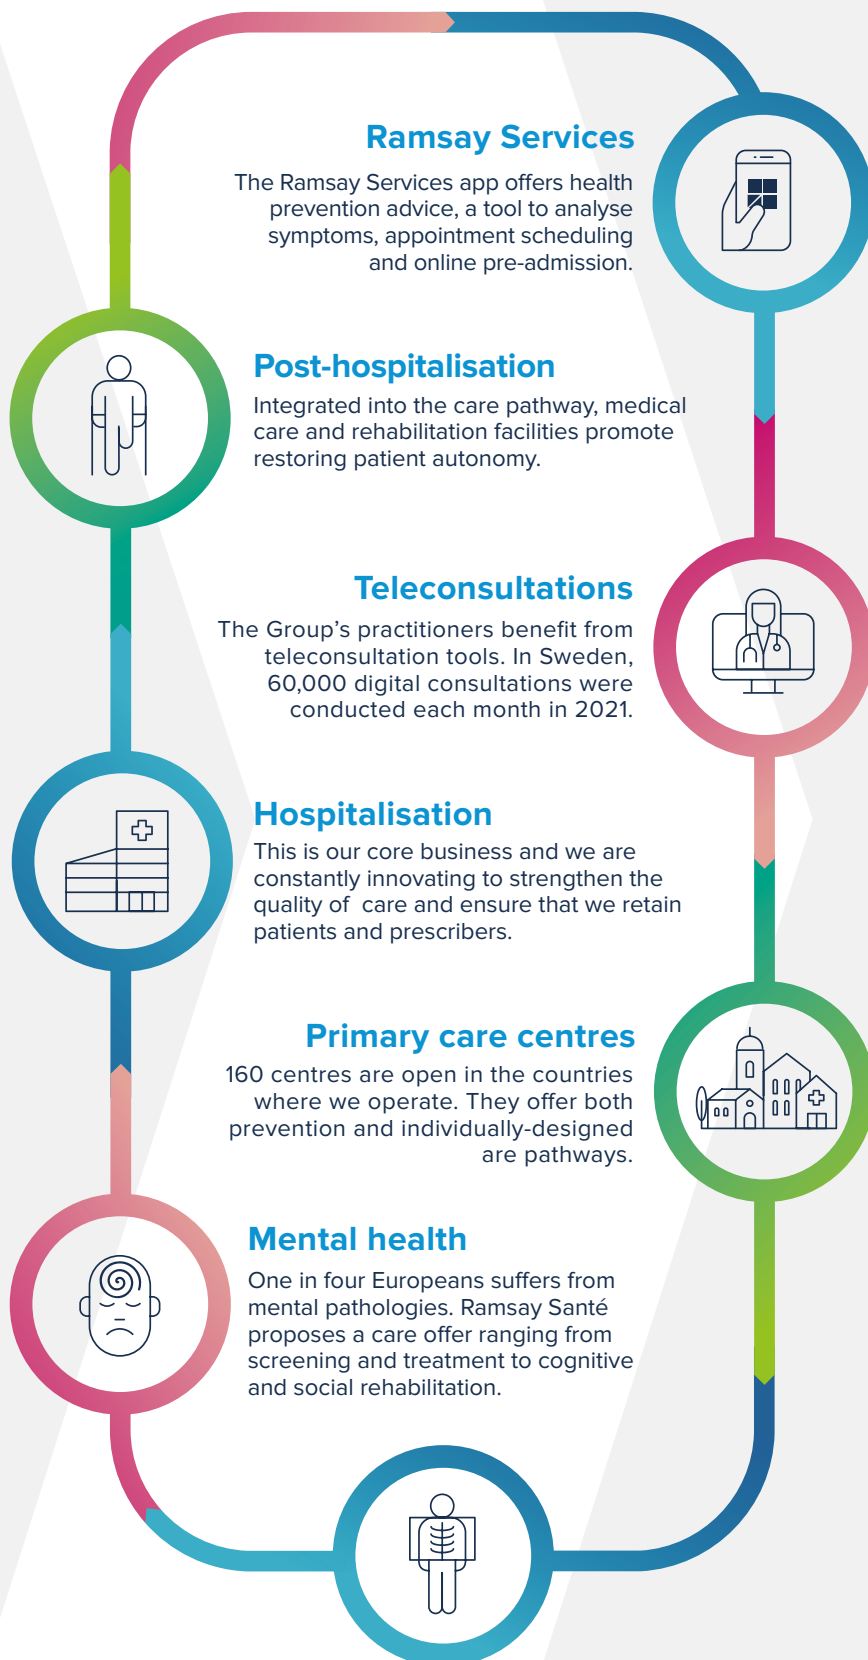 Ramsay Services
The Ramsay Services app offers health
prevention advice, a tool to analyse
symptoms, appointment scheduling
and online pre-admission.
Post-hospitalisation
Integrated into the care pathway, medical
care and rehabilitation facilities promote
restoring patient autonomy.
Teleconsultations
The Group’s practitioners benefit from
teleconsultation tools. In Sweden,
60,000 digital consultations were
conducted each month in 2021.
Hospitalisation
This is our core business and we are
constantly innovating to strengthen the
quality of  care and ensure that we retain
patients and prescribers.
Primary care centres
160 centres are open in the countries
where we operate. They offer both
prevention and individually-designed
are pathways.
Mental health
One in four Europeans suffers from
mental pathologies. Ramsay Santé
proposes a care offer ranging from
screening and treatment to cognitive
and social rehabilitation.